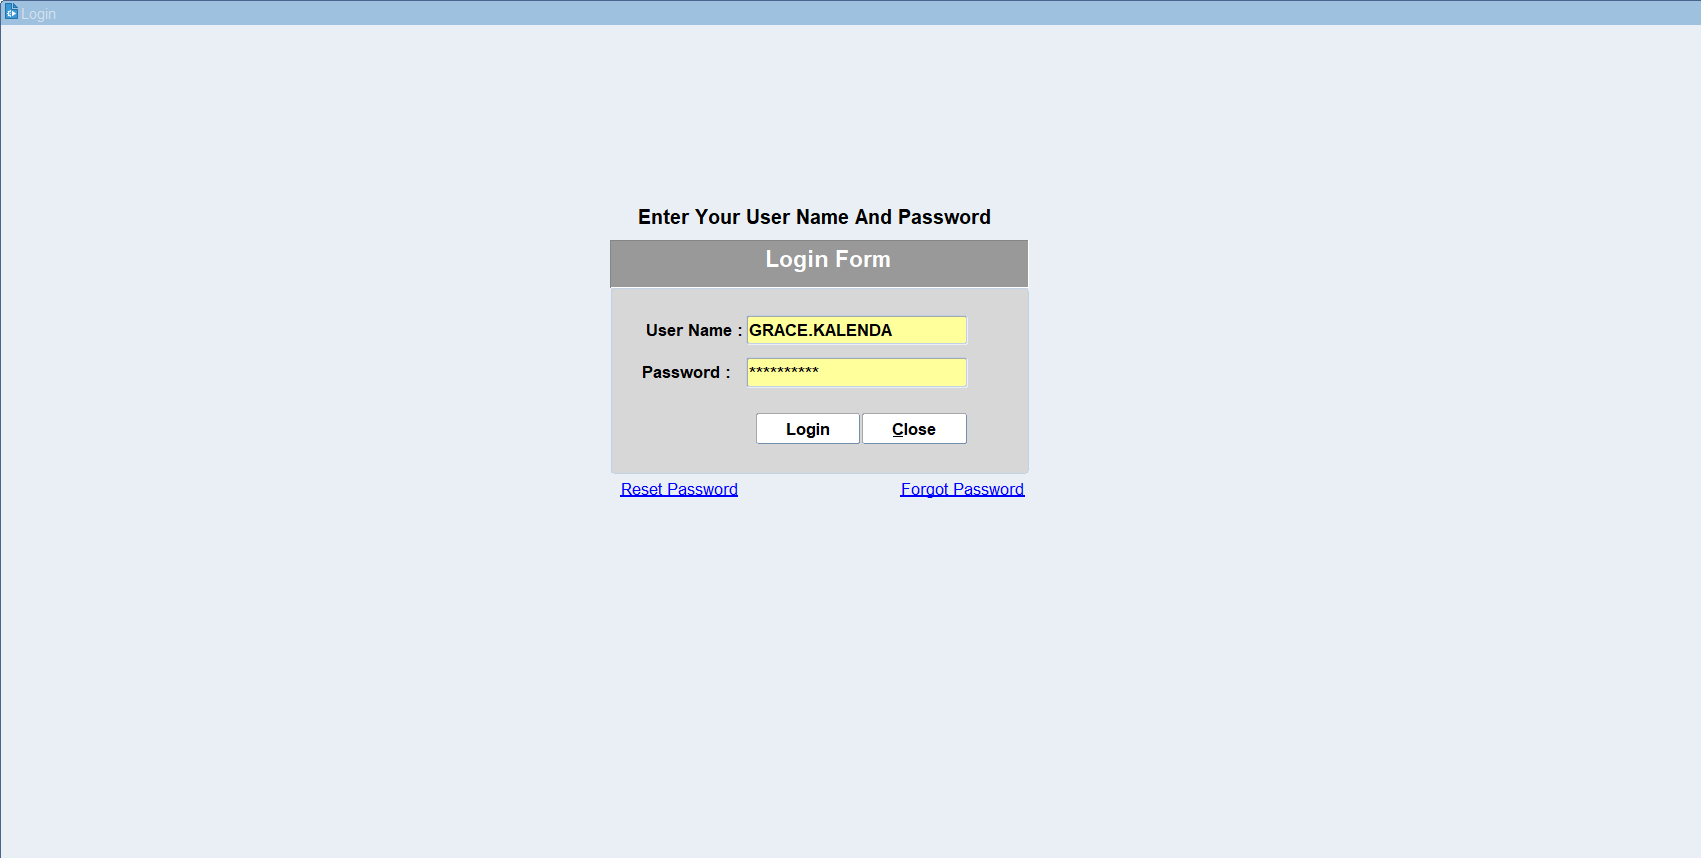 Login
Enter Your User Name And Password
Login Form
User Name : GRACE.KALENDA
Password : **********
Login Close
Reset Password Forgot Password